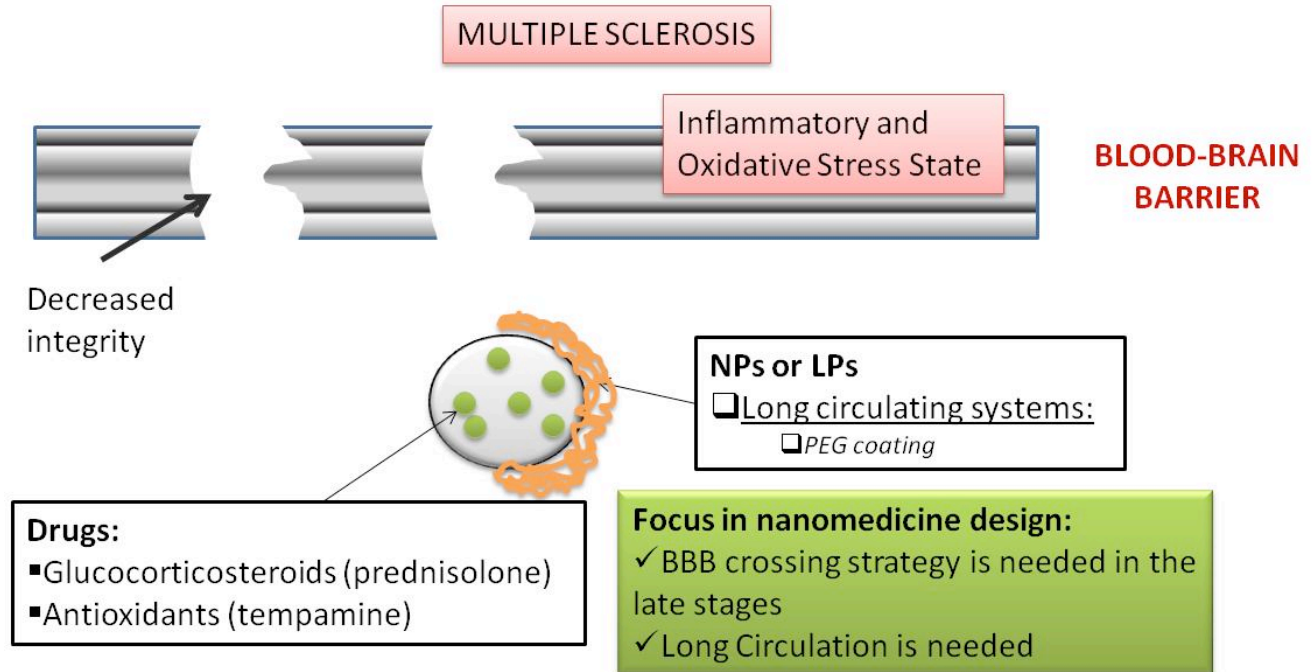 MULTIPLE SCLEROSIS
Inflammatory and
Oxidative Stress State
BLOOD-BRAIN
BARRIER
Decreased
integrity
NPs or LPs
❑Long circulating systems:
❑PEG coating
Drugs:
▪Glucocorticosteroids (prednisolone)
▪Antioxidants (tempamine)
Focus in nanomedicine design:
✓BBB crossing strategy is needed in the
late stages
✓Long Circulation is needed